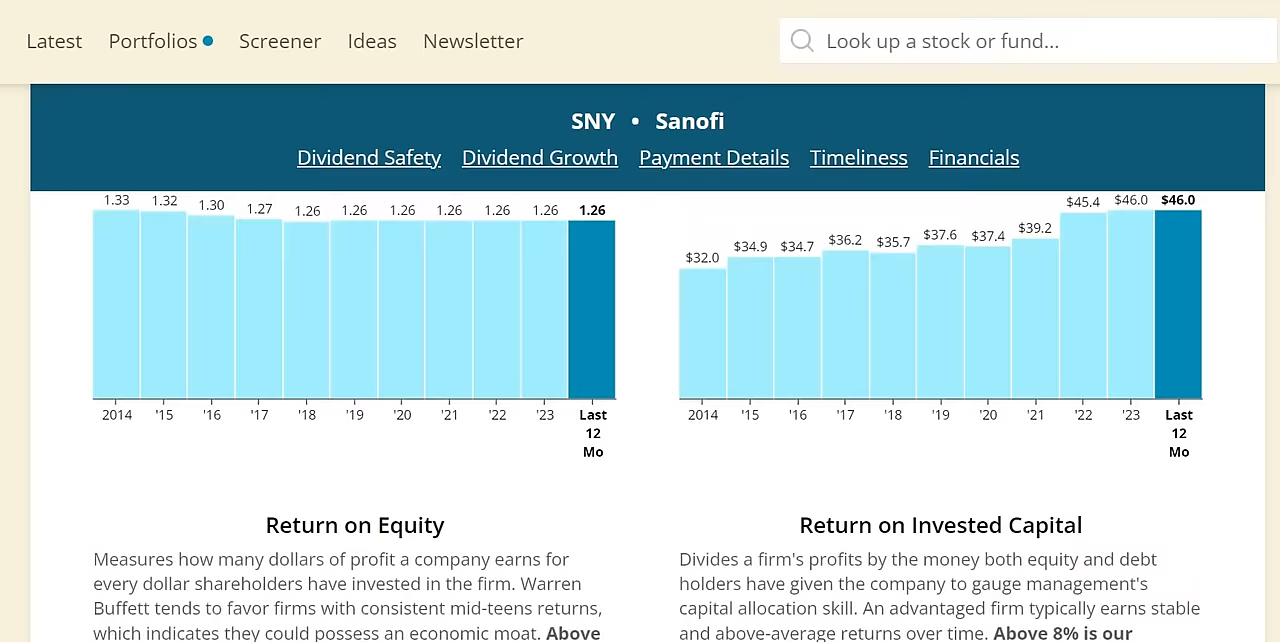 Latest Portfolios Screener Ideas Newsletter Look up a stock or fund...
SNY • Sanofi
Dividend Safety Dividend Growth Payment Details Timeliness Financials
1.33 1.32 1.30 1.27 1.26 1.26 1.26 1.26 1.26 1.26 1.26
2014 '15 '16 '17 '18 '19 '20 '21 '22 '23 Last
12
Mo
$32.0 $34.9 $34.7 $36.2 $35.7 $37.6 $37.4 $39.2 $45.4 $46.0 $46.0
2014 '15 '16 '17 '18 '19 '20 '21 '22 '23 Last
12
Mo
Return on Equity
Measures how many dollars of profit a company earns for
every dollar shareholders have invested in the firm. Warren
Buffett tends to favor firms with consistent mid-teens returns,
which indicates they could possess an economic moat. Above
Return on Invested Capital
Divides a firm's profits by the money both equity and debt
holders have given the company to gauge management's
capital allocation skill. An advantaged firm typically earns stable
and above-average returns over time. Above 8% is our